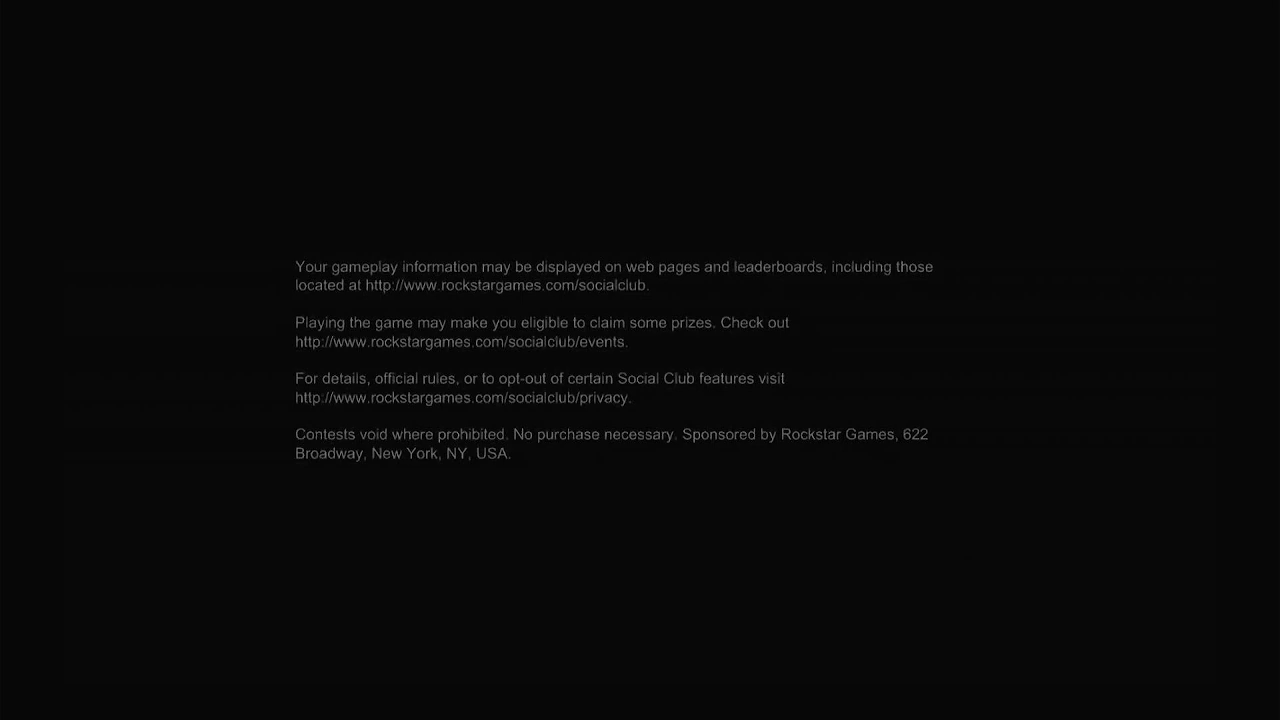 Your gameplay information may be displayed on web pages and leaderboards, including those
located at http://www.rockstargames.com/socialclub.
Playing the game may make you eligible to claim some prizes. Check out
http://www.rockstargames.com/socialclub/events.
For details, official rules, or to opt-out of certain Social Club features visit
http://www.rockstargames.com/socialclub/privacy.
Contests void where prohibited. No purchase necessary. Sponsored by Rockstar Games, 622
Broadway, New York, NY, USA.